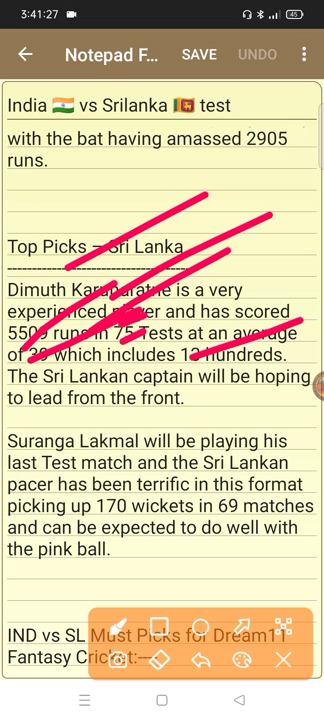 3:41:27
45
Notepad F... SAVE UNDO
India 🇮🇳 vs Srilanka 🇱🇰 test
with the bat having amassed 2905
runs.
Top Picks – Sri Lanka
--------------------------------------
Dimuth Karunaratne is a very
experienced player and has scored
5509 runs in 75 Tests at an average
of 39 which includes 13 hundreds.
The Sri Lankan captain will be hoping
to lead from the front.
Suranga Lakmal will be playing his
last Test match and the Sri Lankan
pacer has been terrific in this format
picking up 170 wickets in 69 matches
and can be expected to do well with
the pink ball.
IND vs SL Must Picks for Dream11
Fantasy Cricket:---